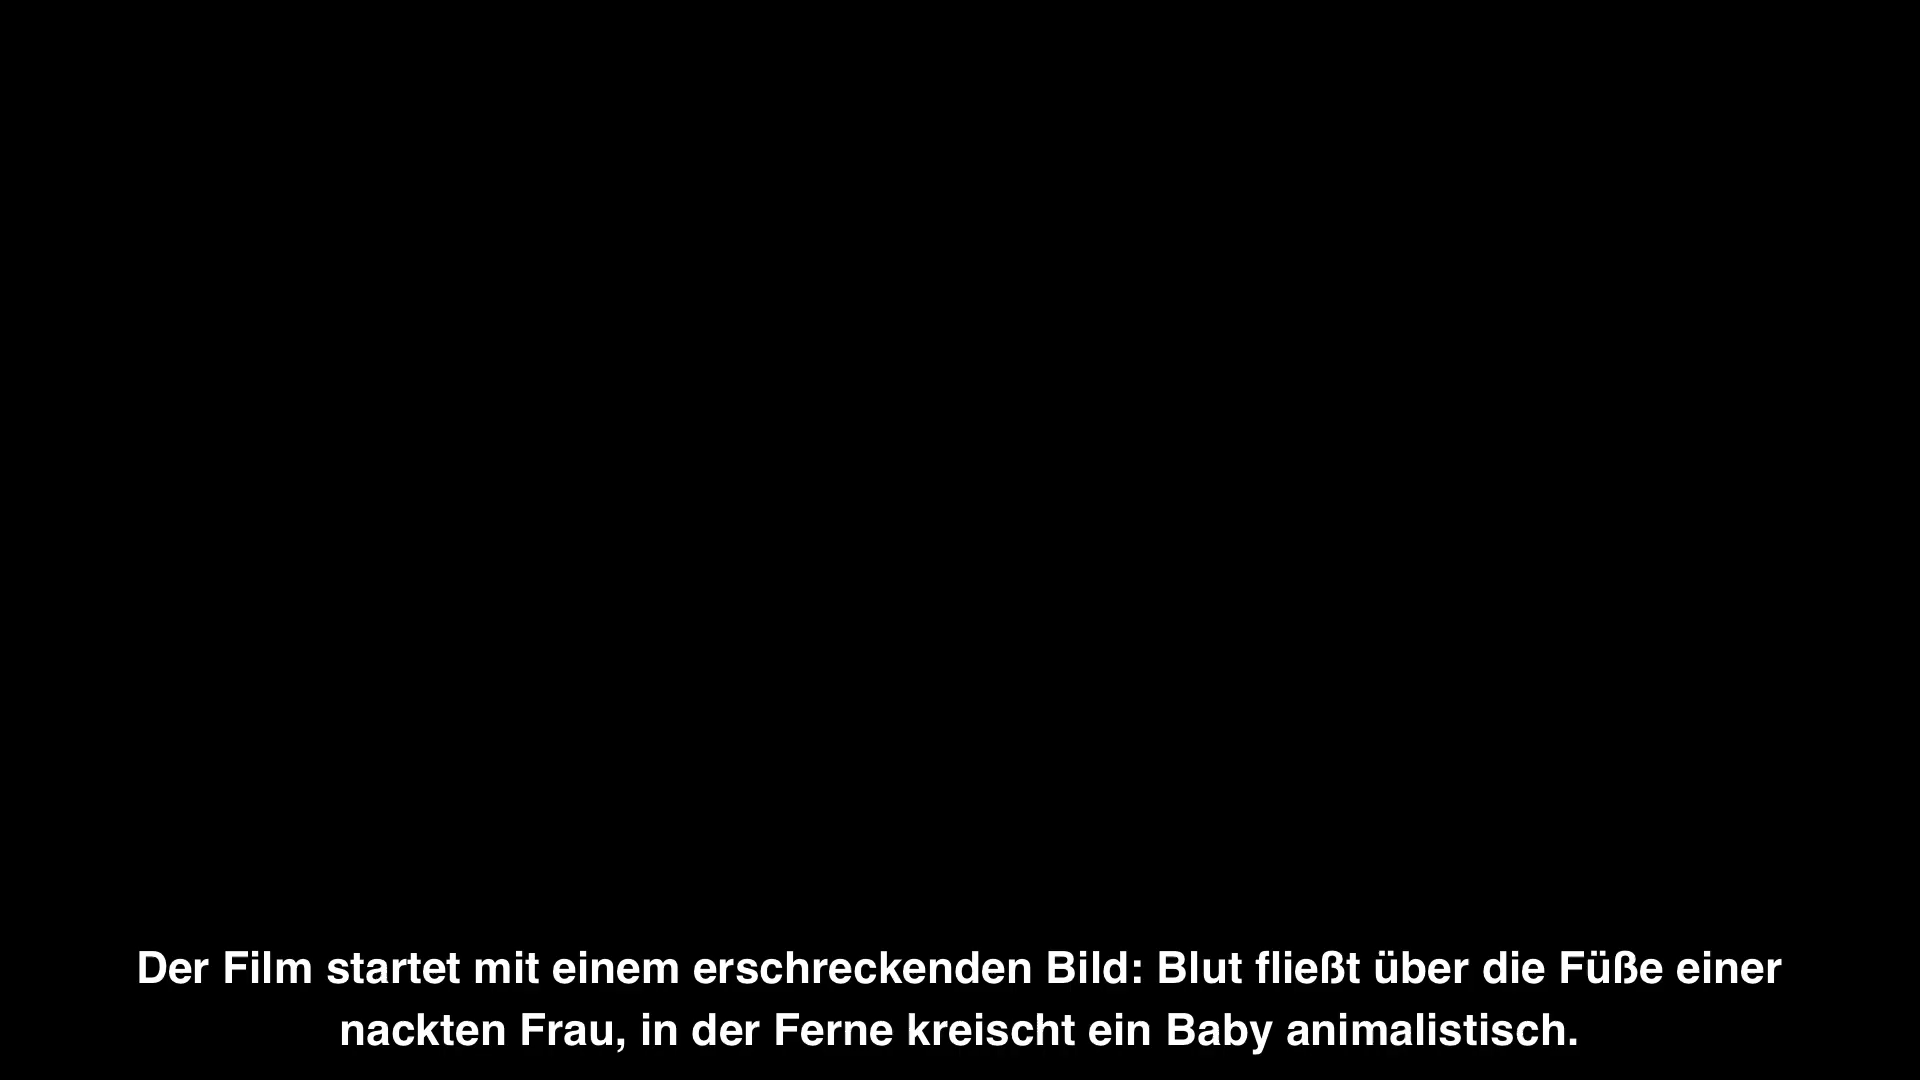 Der Film startet mit einem erschreckenden Bild: Blut fließt über die Füße einer
nackten Frau, in der Ferne kreischt ein Baby animalistisch.